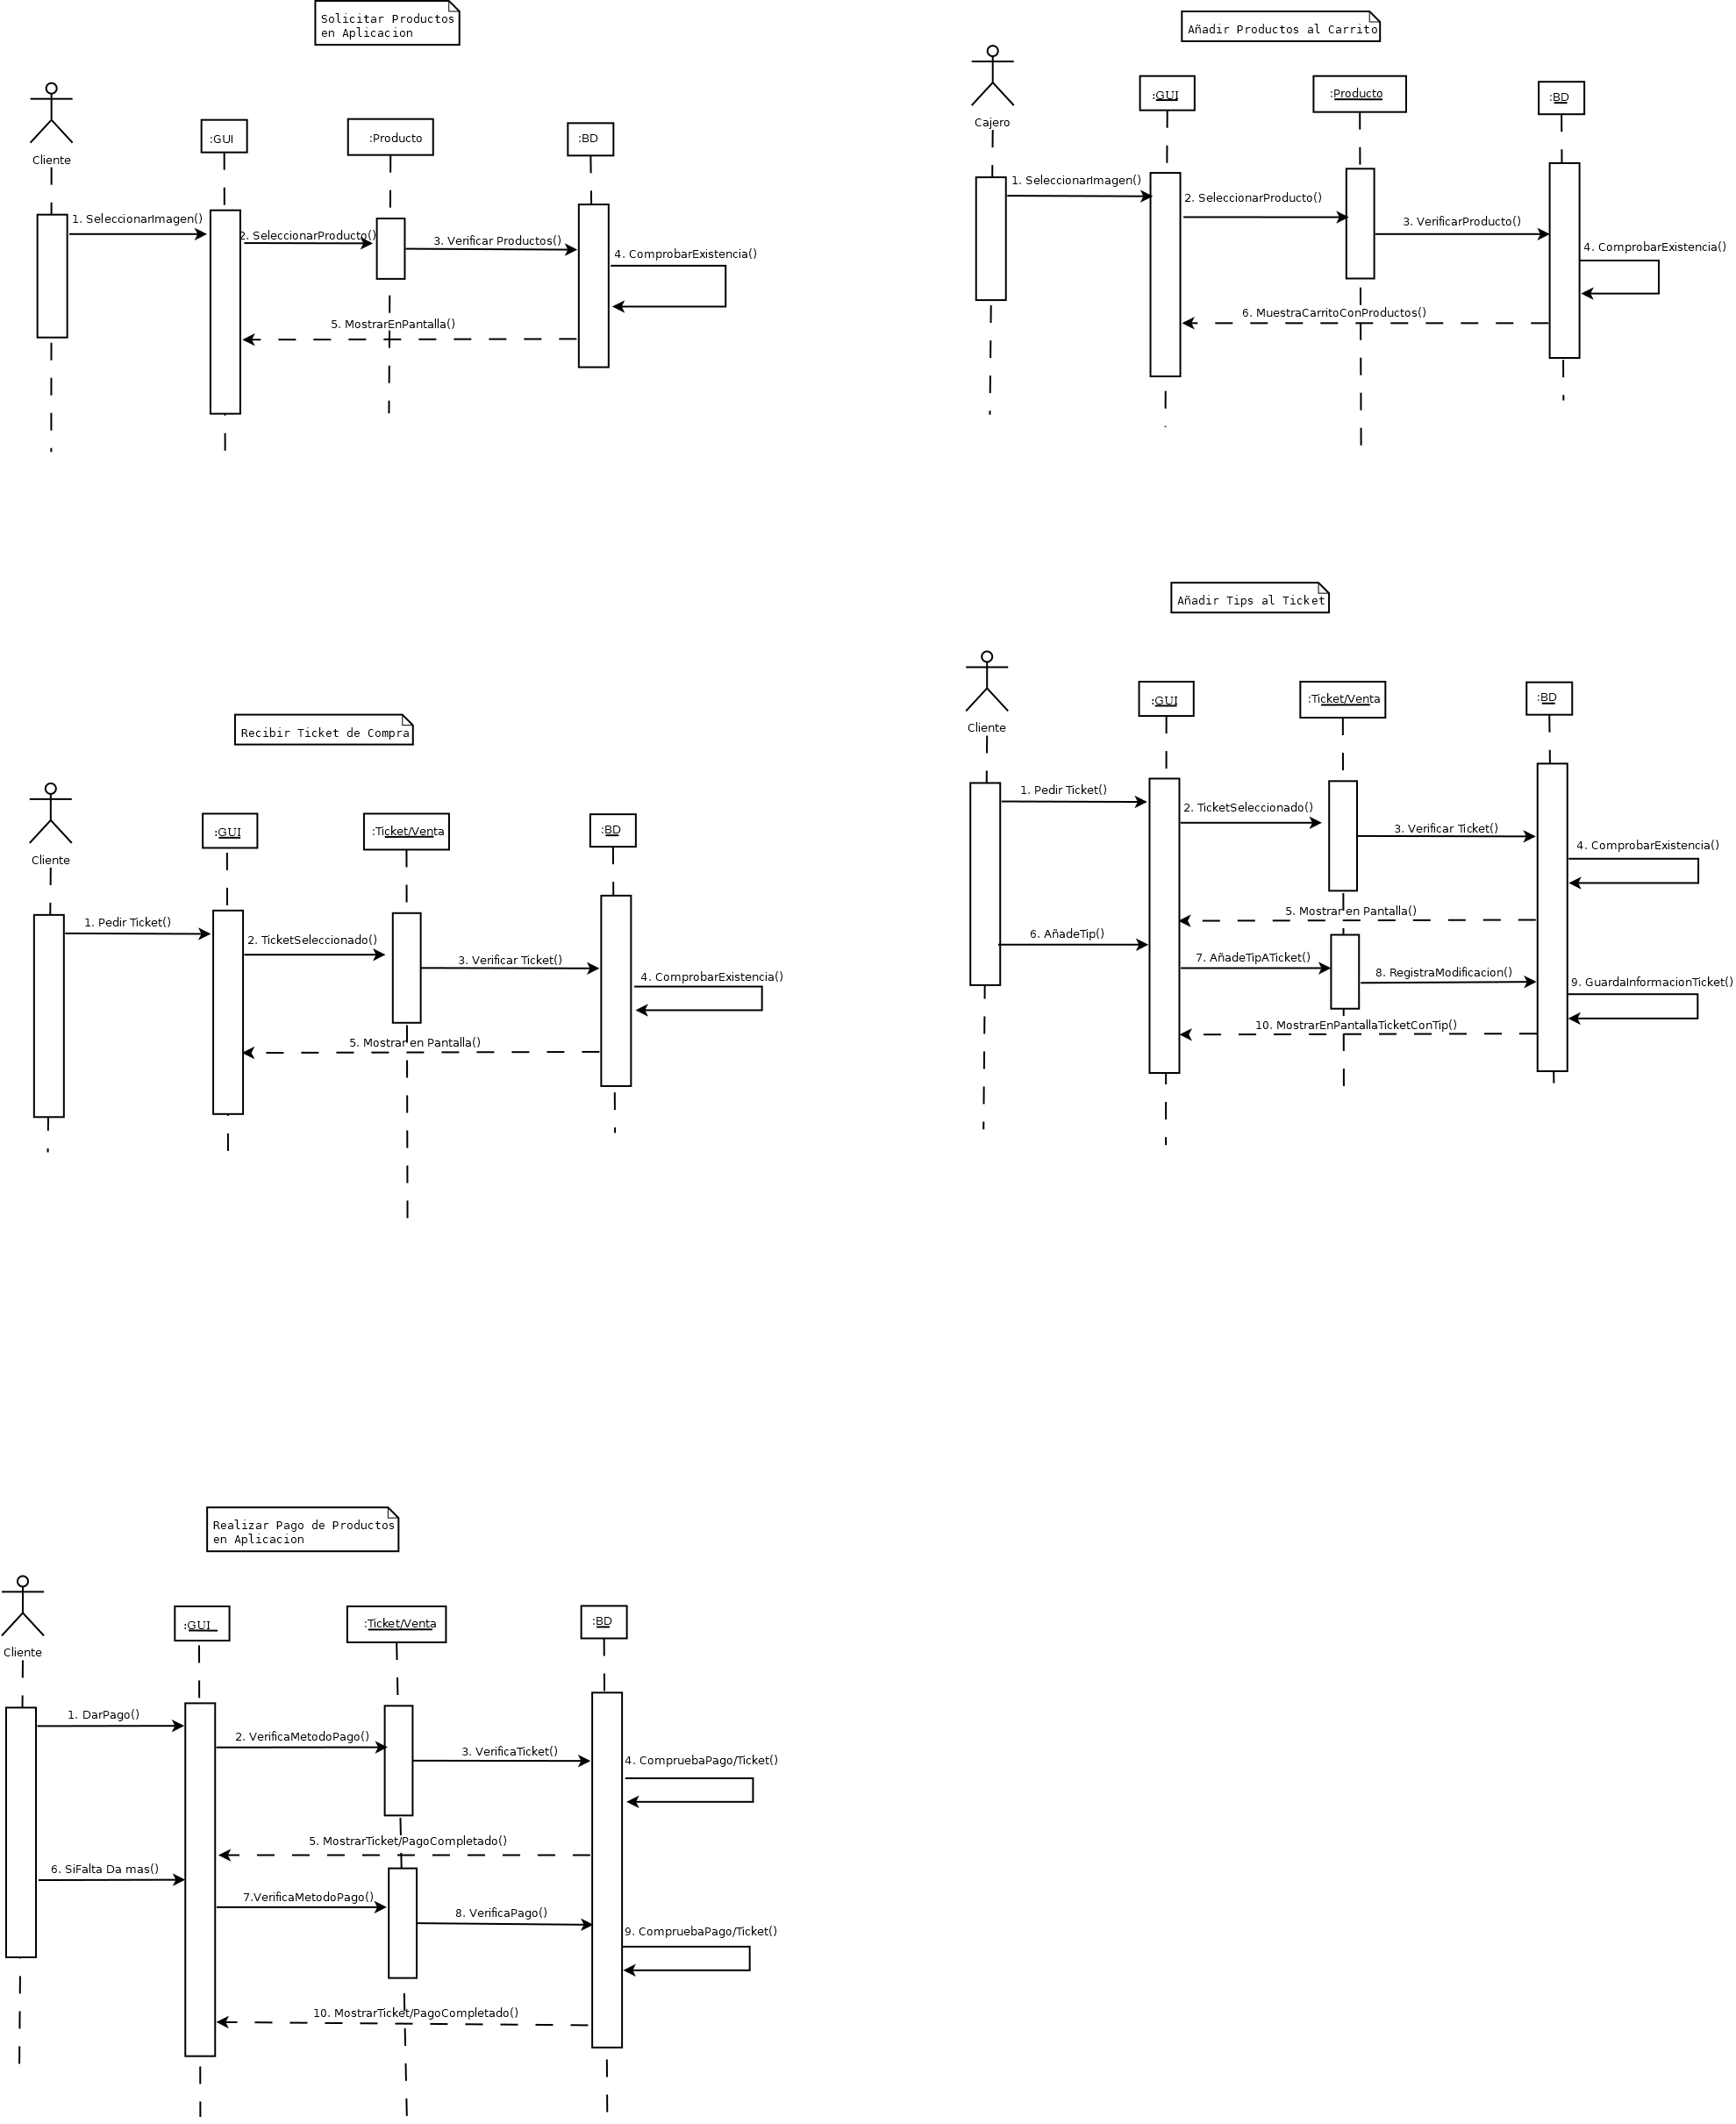 Solicitar Productos
en Aplicacion
Cliente
:GUI
:Producto
:BD
1. SeleccionarImagen()
2. SeleccionarProducto()
3. Verificar Productos()
4. ComprobarExistencia()
5. MostrarEnPantalla()
Añadir Productos al Carrito
Cajero
:GUI
:Producto
:BD
1. SeleccionarImagen()
2. SeleccionarProducto()
3. VerificarProducto()
4. ComprobarExistencia()
6. MuestraCarritoConProductos()
Recibir Ticket de Compra
Cliente
:GUI
:Ticket/Venta
:BD
1. Pedir Ticket()
2. TicketSeleccionado()
3. Verificar Ticket()
4. ComprobarExistencia()
5. Mostrar en Pantalla()
Añadir Tips al Ticket
Cliente
:GUI
:Ticket/Venta
:BD
1. Pedir Ticket()
2. TicketSeleccionado()
3. Verificar Ticket()
4. ComprobarExistencia()
5. Mostrar en Pantalla()
6. AñadeTip()
7. AñadeTipATicket()
8. RegistraModificacion()
9. GuardaInformacionTicket()
10. MostrarEnPantallaTicketConTip()
Realizar Pago de Productos
en Aplicacion
Cliente
:GUI
:Ticket/Venta
:BD
1. DarPago()
2. VerificaMetodoPago()
3. VerificaTicket()
4. CompruebaPago/Ticket()
5. MostrarTicket/PagoCompletado()
6. SiFalta Da mas()
7.VerificaMetodoPago()
8. VerificaPago()
9. CompruebaPago/Ticket()
10. MostrarTicket/PagoCompletado()